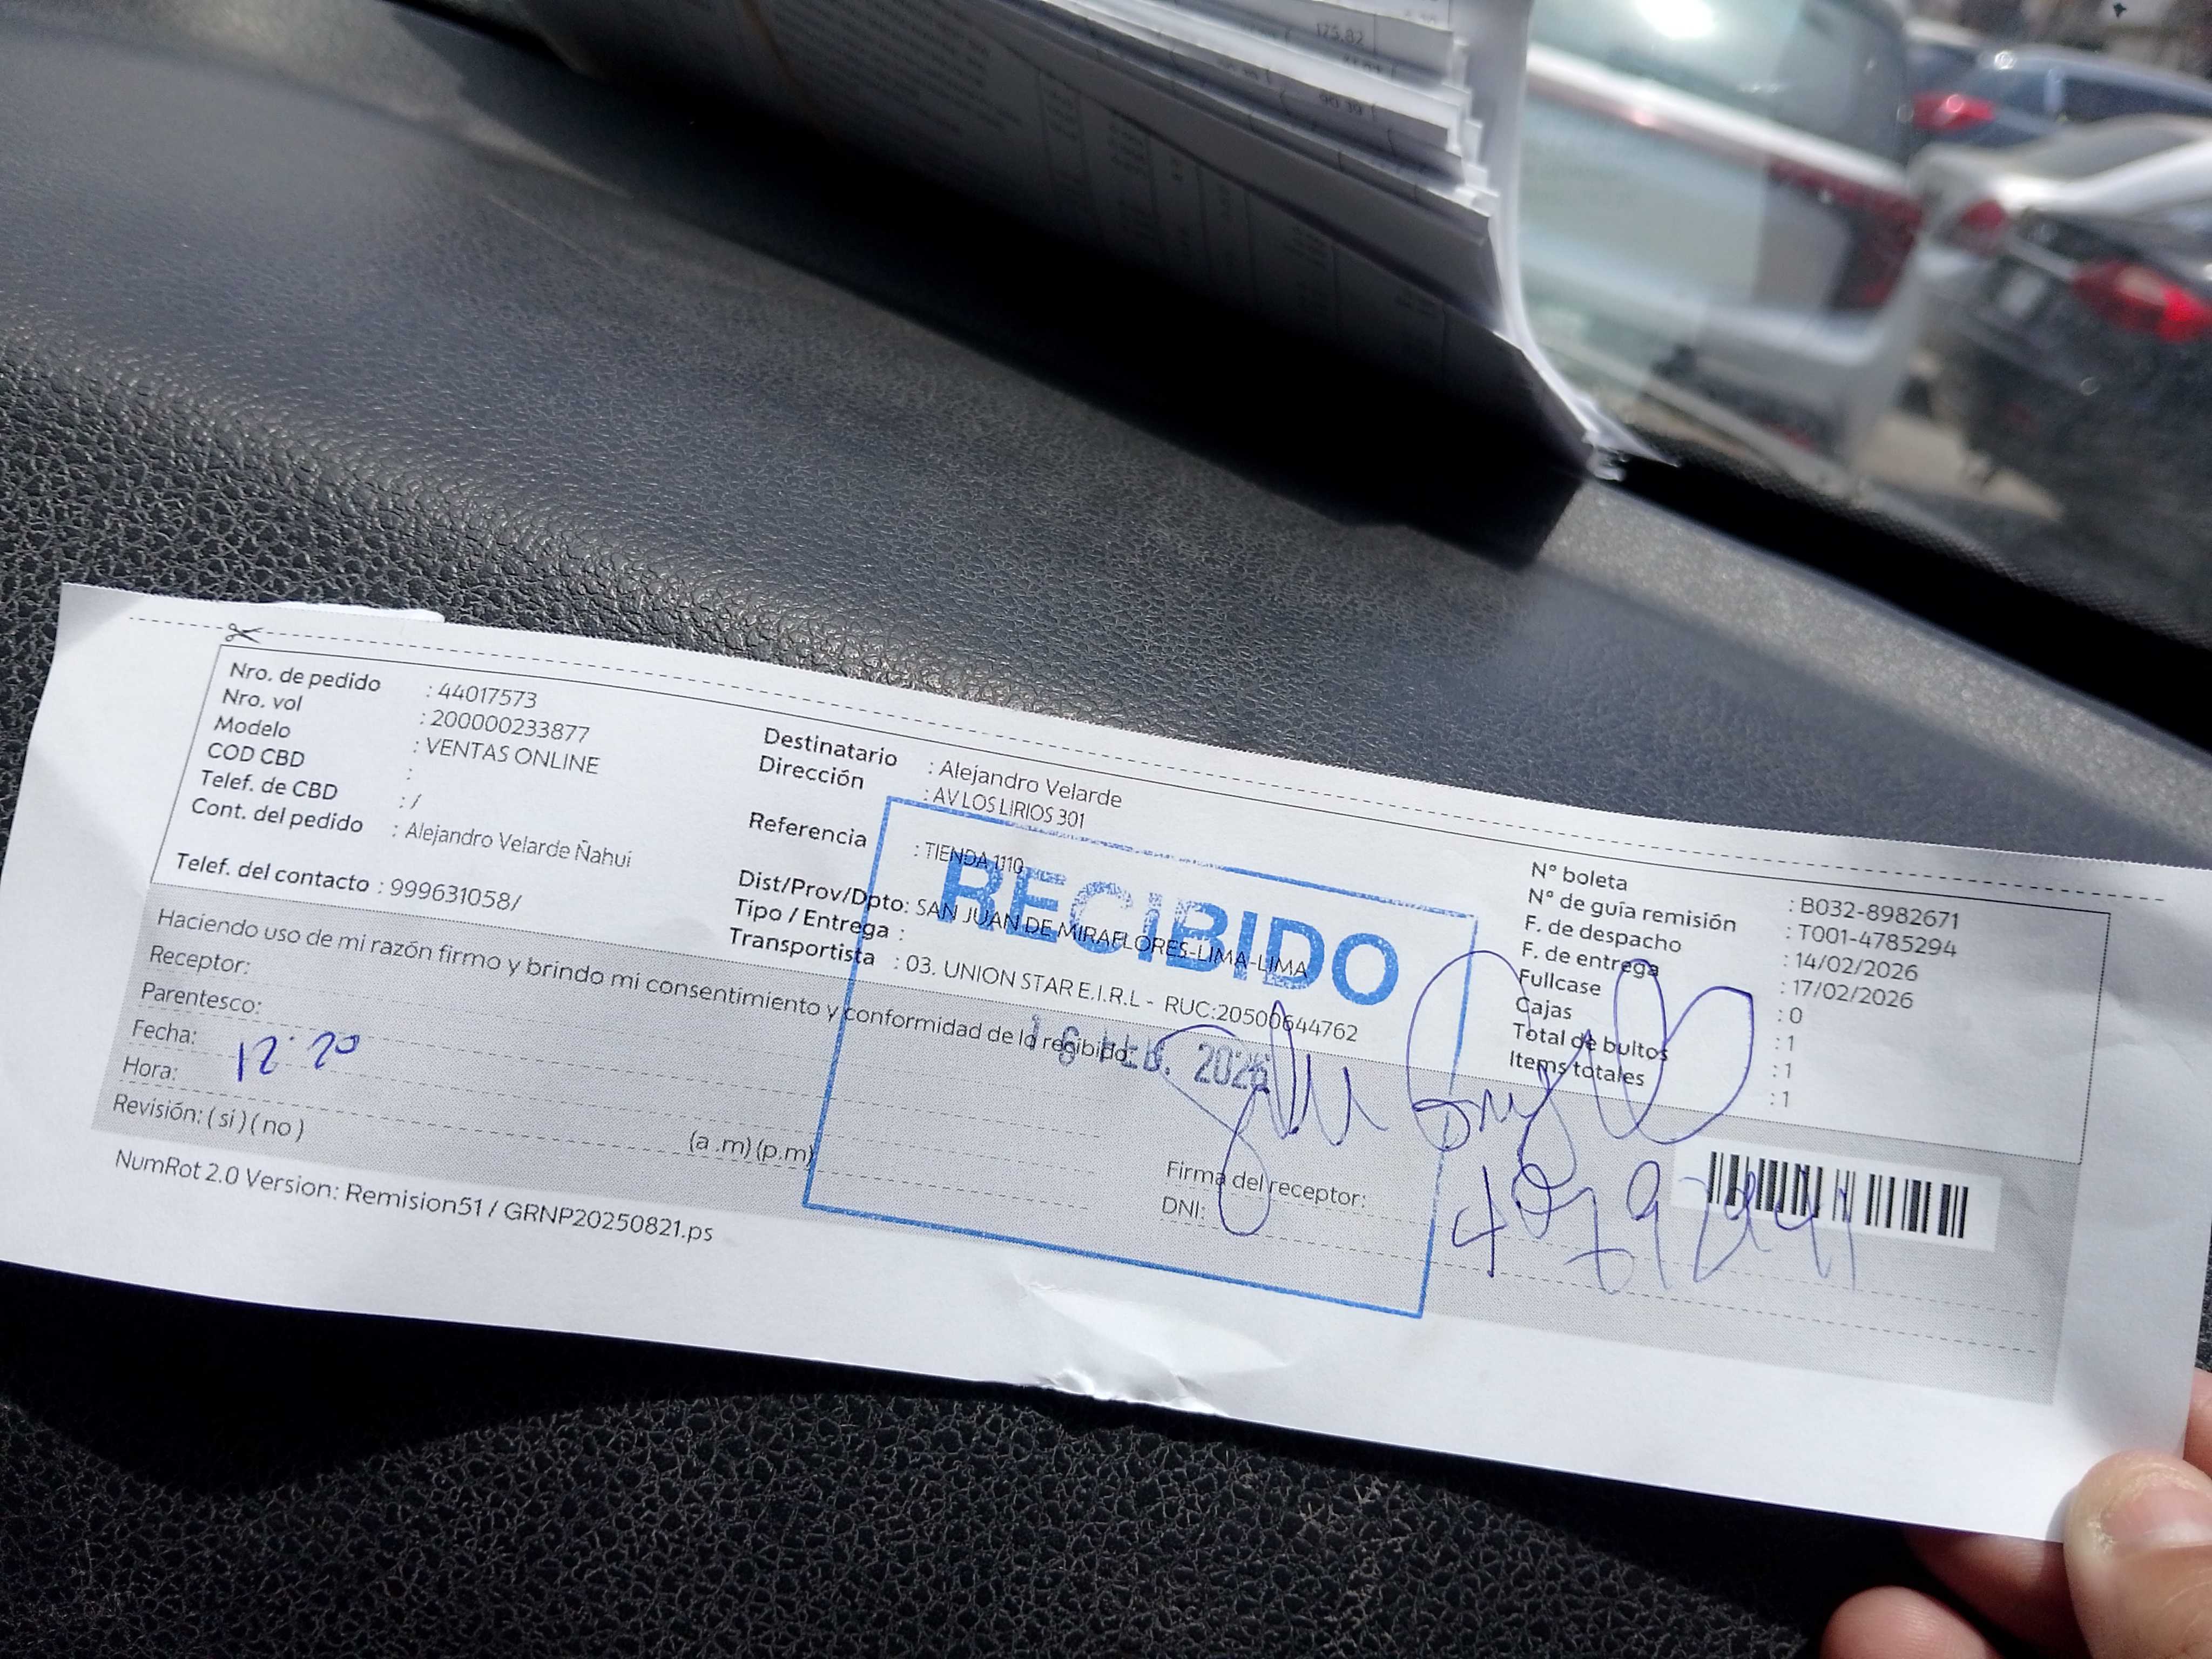 175.82
Nro. de pedido : 44017573
Nro. vol : 200000233877
Modelo : VENTAS ONLINE
COD CBD :
Telef. de CBD : /
Cont. del pedido : Alejandro Velarde Ñahui
Telef. del contacto : 999631058/
Destinatario : Alejandro Velarde
Dirección : AV LOS LIRIOS 301
Referencia : TIENDA 1110
Dist/Prov/Dpto: SAN JUAN DE MIRAFLORES-LIMA-LIMA
Tipo / Entrega :
Transportista : 03. UNION STAR E.I.R.L - RUC:20500644762
N° boleta : B032-8982671
N° de guía remisión : T001-4785294
F. de despacho : 14/02/2026
F. de entrega : 17/02/2026
Fullcase : 0
Cajas : 1
Total de bultos : 1
Items totales : 1
RECIBIDO
16 FEB. 2026
Haciendo uso de mi razón firmo y brindo mi consentimiento y conformidad de lo recibido
Receptor:
Parentesco:
Fecha:
12:20
Hora: (a .m) (p.m)
Revisión: ( si ) ( no )
Firma del receptor:
DNI:
NumRot 2.0 Version: Remision51 / GRNP20250821.ps